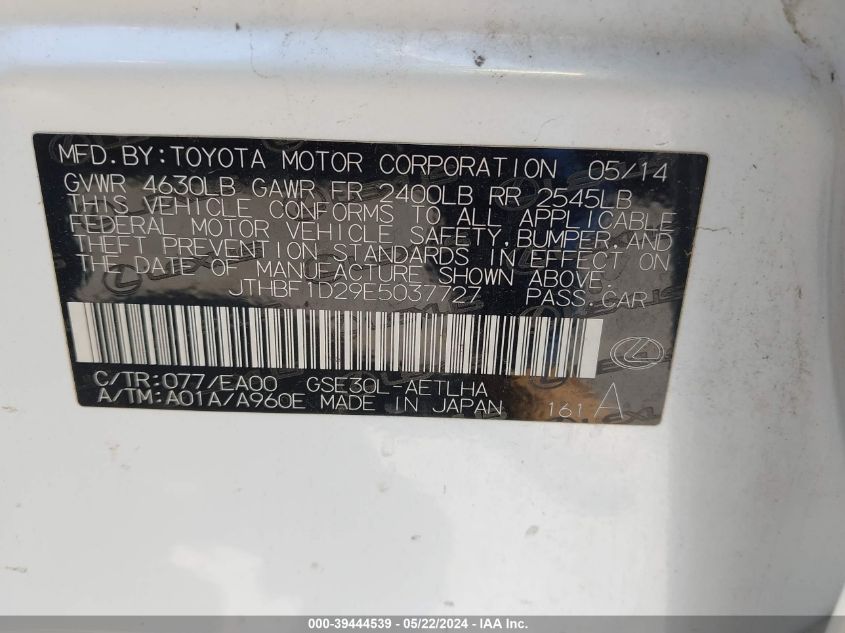 MFD.BY:TOYOTA MOTOR CORPORATION 05/14
GVWR 4630LB GAWR FR 2400LB RR 2545LB
THIS VEHICLE CONFORMS TO ALL APPLICABLE
FEDERAL MOTOR VEHICLE SAFETY, BUMPER, AND
THEFT PREVENTION STANDARDS IN EFFECT ON
THE DATE OF MANUFACTURE SHOWN ABOVE.
JTHBF1D29E5037727 PASS.CAR
C/TR:077/EA00 GSE30L-AETLHA
A/TM:A01A/A960E MADE IN JAPAN 161 A
000-39444539 - 05/22/2024 - IAA Inc.